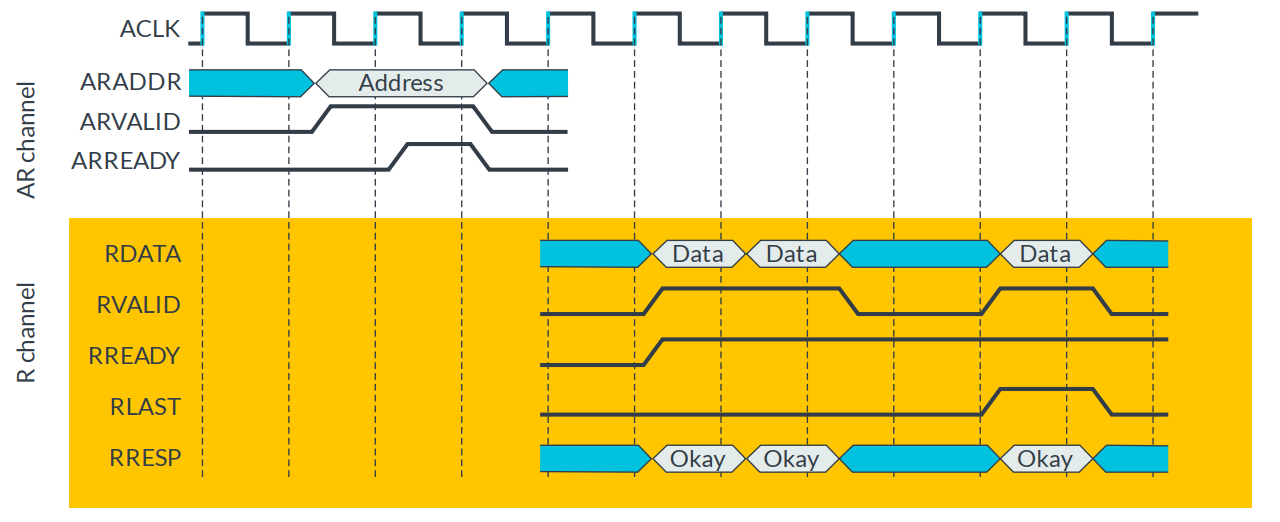 ACLK
AR channel
ARADDR Address
ARVALID
ARREADY
R channel
RDATA Data Data Data
RVALID
RREADY
RLAST
RRESP Okay Okay Okay